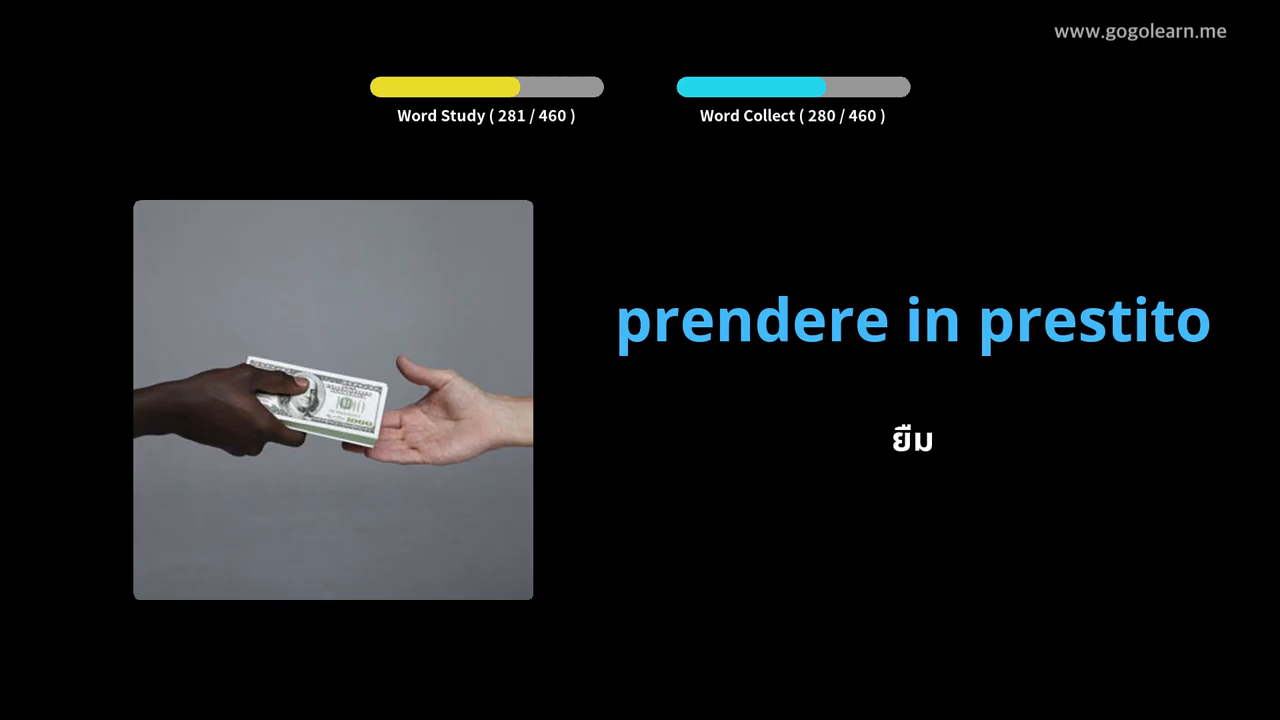 www.gogolearn.me
Word Study ( 281 / 460 )
Word Collect ( 280 / 460 )
prendere in prestito
ยืม